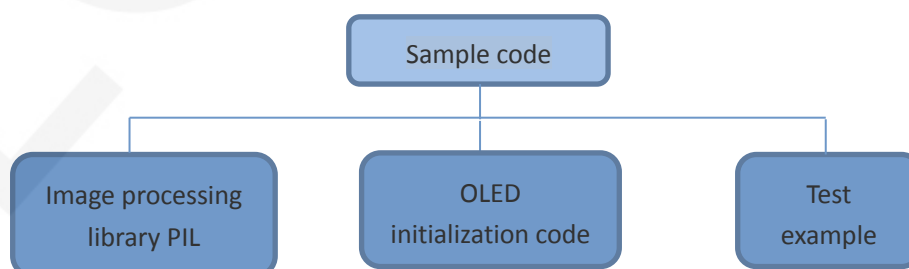 Sample code
Image processing
library PIL
OLED
initialization code
Test
example